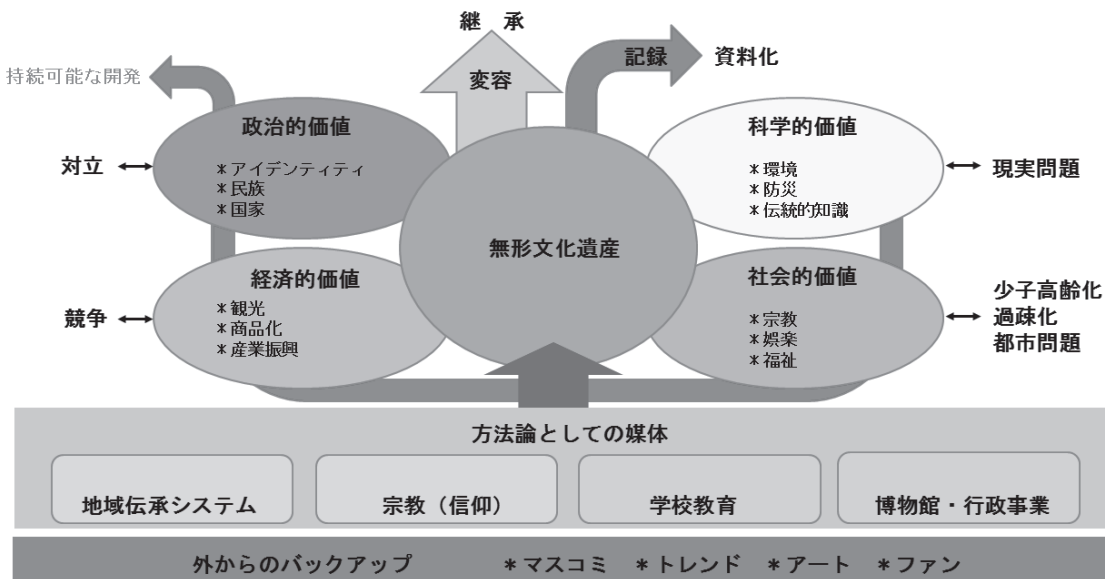 継　承
変容
記録
資料化
持続可能な開発
政治的価値
＊アイデンティティ
＊民族
＊国家
対立
科学的価値
＊環境
＊防災
＊伝統的知識
現実問題
無形文化遺産
経済的価値
＊観光
＊商品化
＊産業振興
競争
社会的価値
＊宗教
＊娯楽
＊福祉
少子高齢化
過疎化
都市問題
方法論としての媒体
地域伝承システム
宗教（信仰）
学校教育
博物館・行政事業
外からのバックアップ　＊マスコミ　＊トレンド　＊アート　＊ファン